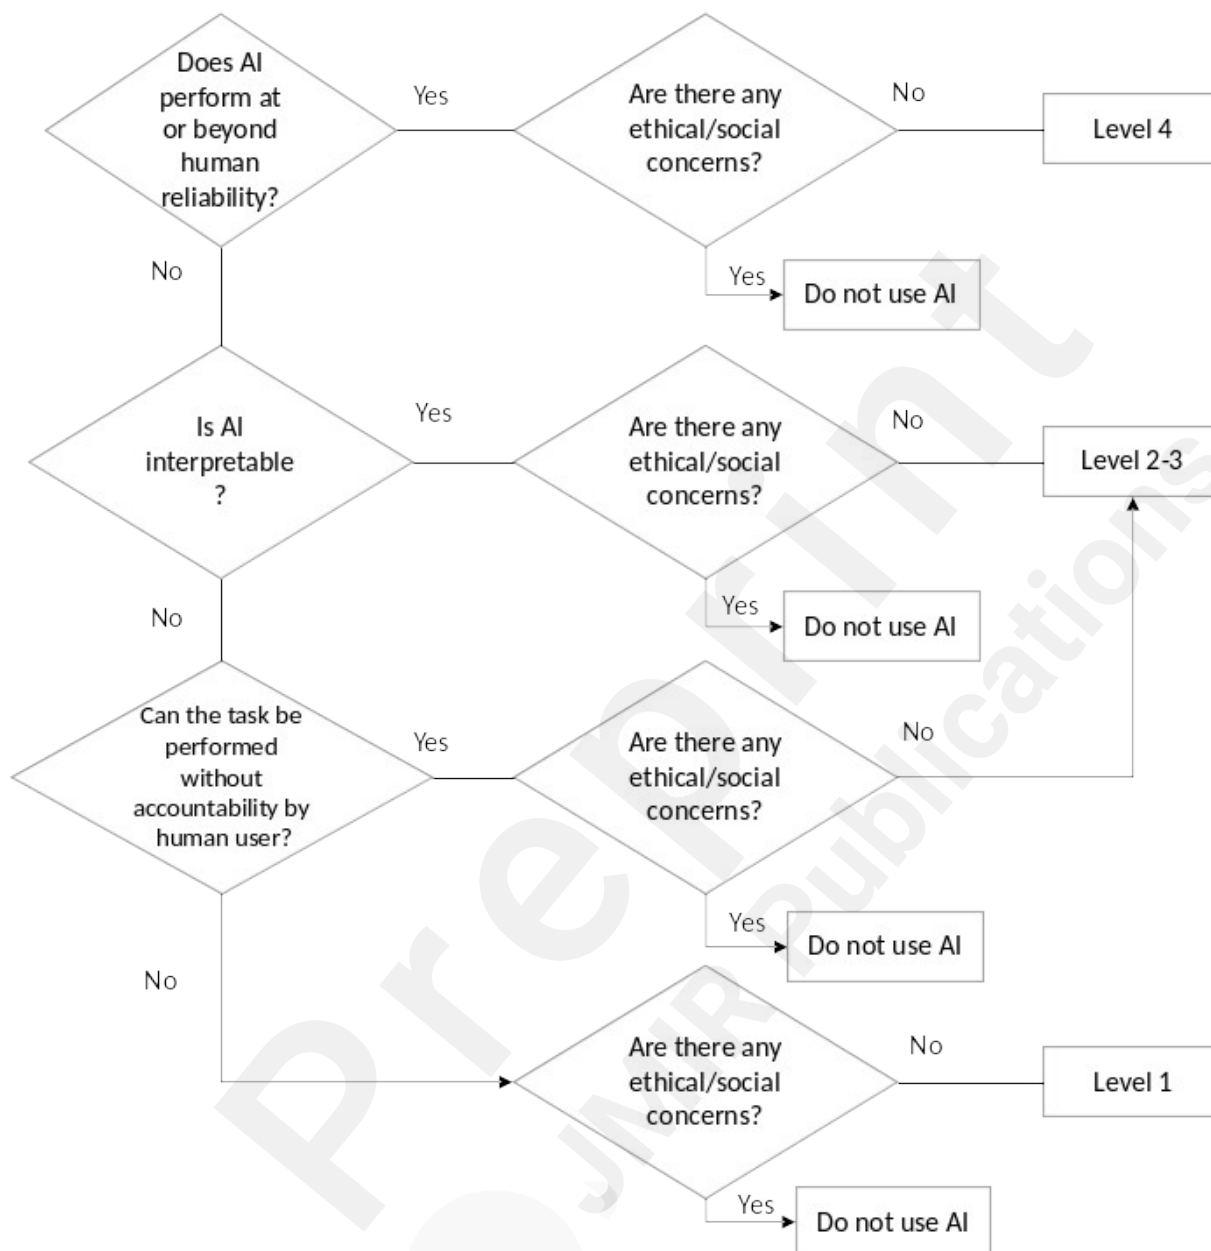 Does AI
perform at
or beyond
human
reliability?
Yes
Are there any
ethical/social
concerns?
No
Level 4
No
Yes
Do not use AI
Is AI
interpretable
?
Yes
Are there any
ethical/social
concerns?
No
Level 2-3
No
Yes
Do not use AI
Can the task be
performed
without
accountability by
human user?
Yes
Are there any
ethical/social
concerns?
No
Yes
Do not use AI
No
Are there any
ethical/social
concerns?
No
Level 1
Yes
Do not use AI
Preprint
JMIR Publications